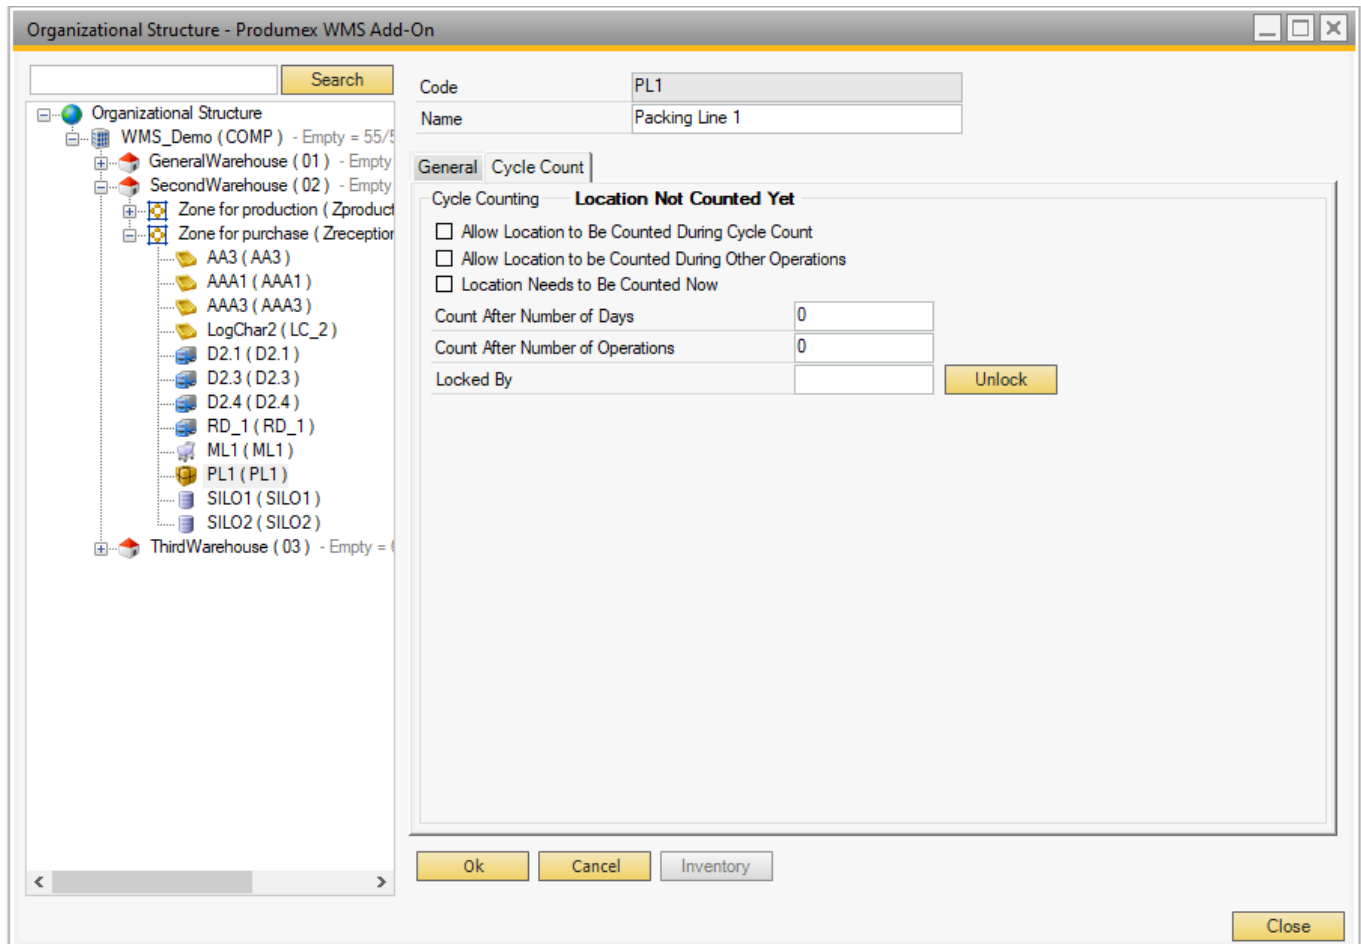 Organizational Structure - Produmex WMS Add-On
Search
Organizational Structure
WMS_Demo ( COMP ) - Empty = 55/5
GeneralWarehouse ( 01 ) - Empty
SecondWarehouse ( 02 ) - Empty
Zone for production ( Zproduct
Zone for purchase ( Zreception
AA3 ( AA3 )
AAA1 ( AAA1 )
AAA3 ( AAA3 )
LogChar2 ( LC_2 )
D2.1 ( D2.1 )
D2.3 ( D2.3 )
D2.4 ( D2.4 )
RD_1 ( RD_1 )
ML1 ( ML1 )
PL1 ( PL1 )
SILO1 ( SILO1 )
SILO2 ( SILO2 )
ThirdWarehouse ( 03 ) - Empty =
Code PL1
Name Packing Line 1
General Cycle Count
Cycle Counting Location Not Counted Yet
Allow Location to Be Counted During Cycle Count
Allow Location to be Counted During Other Operations
Location Needs to Be Counted Now
Count After Number of Days 0
Count After Number of Operations 0
Locked By Unlock
Ok Cancel Inventory
Close